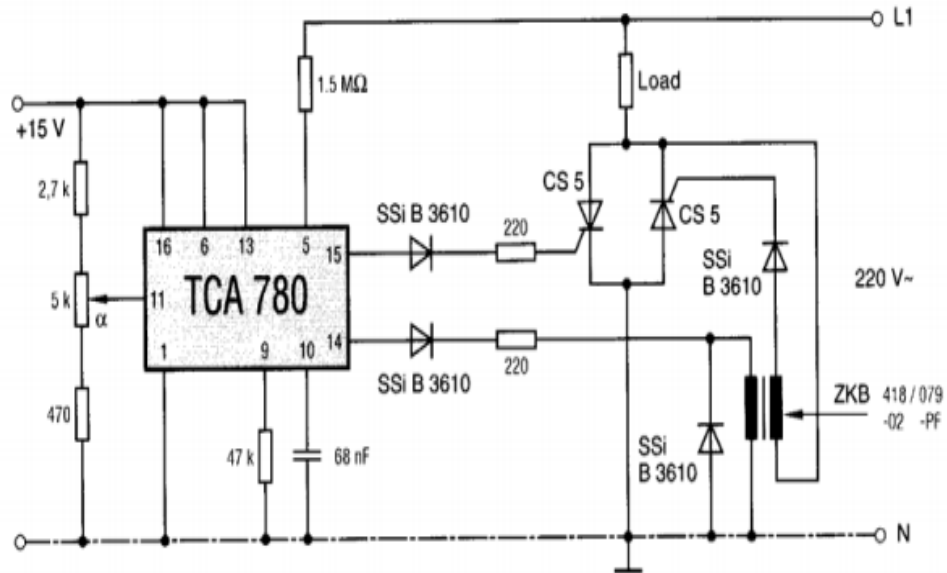 L1
1.5 MΩ
Load
+15 V
2,7 k
CS 5
CS 5
SSi B 3610
220
16
6
13
5
15
SSi
B 3610
220 V~
TCA 780
5 k
α
11
14
1
9
10
SSi B 3610
220
ZKB
418 / 079
-02 -PF
470
47 k
68 nF
SSi
B 3610
N